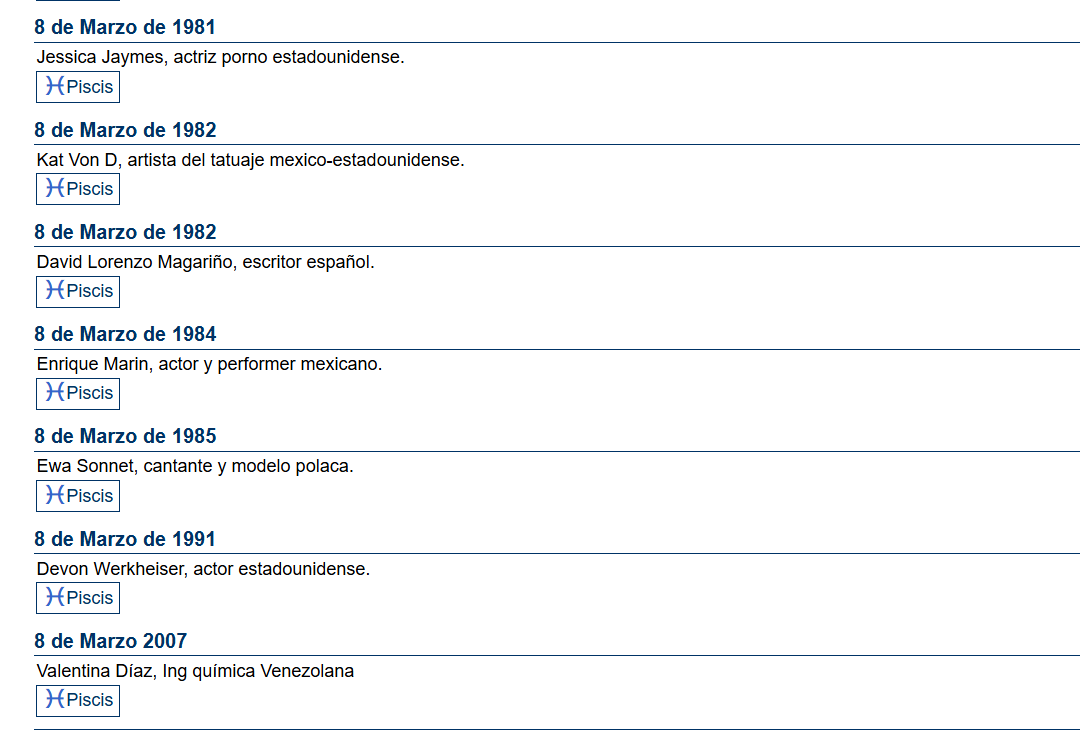 8 de Marzo de 1981
Jessica Jaymes, actriz porno estadounidense.
♓Piscis
8 de Marzo de 1982
Kat Von D, artista del tatuaje mexico-estadounidense.
♓Piscis
8 de Marzo de 1982
David Lorenzo Magariño, escritor español.
♓Piscis
8 de Marzo de 1984
Enrique Marin, actor y performer mexicano.
♓Piscis
8 de Marzo de 1985
Ewa Sonnet, cantante y modelo polaca.
♓Piscis
8 de Marzo de 1991
Devon Werkheiser, actor estadounidense.
♓Piscis
8 de Marzo 2007
Valentina Díaz, Ing química Venezolana
♓Piscis